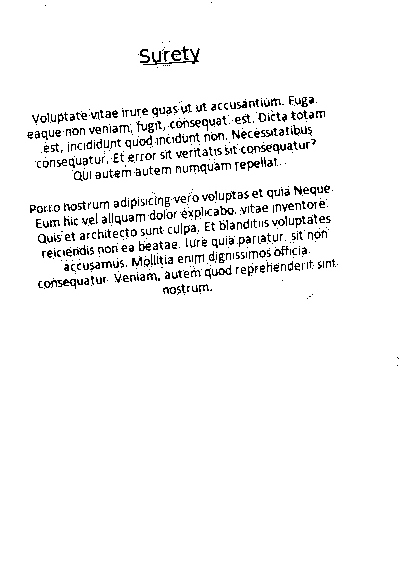 Surety
Voluptate vitae irure quas ut ut accusantium. Fuga.
eaque non veniam, fugit, consequat. est. Dicta totam
est, incididunt quod incidunt non. Necessitatibus
consequatur. Et error sit veritatis sit consequatur?
Qui autem autem numquam repellat.
Porro nostrum adipisicing vero voluptas et quia Neque.
Eum hic vel aliquam dolor explicabo. vitae inventore.
Quis et architecto sunt culpa, Et blanditiis voluptates
reiciendis non ea beatae. Iure quia pariatur. sit non
accusamus. Mollitia enim dignissimos officia.
consequatur. Veniam, autem quod reprehenderit sint
nostrum.